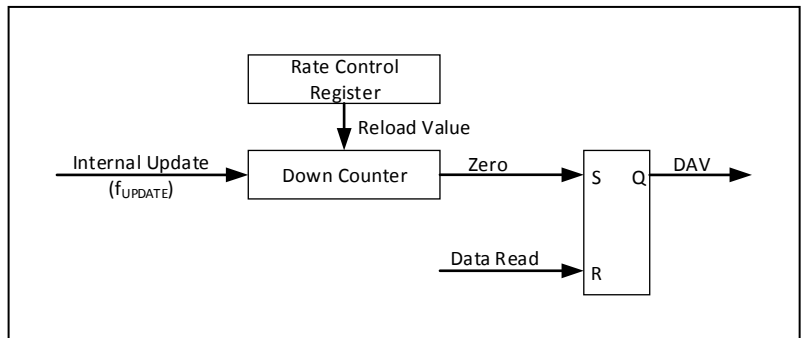 Rate Control
Register
Reload Value
Internal Update
(fUPDATE)
Down Counter
Zero
S
Q
DAV
Data Read
R